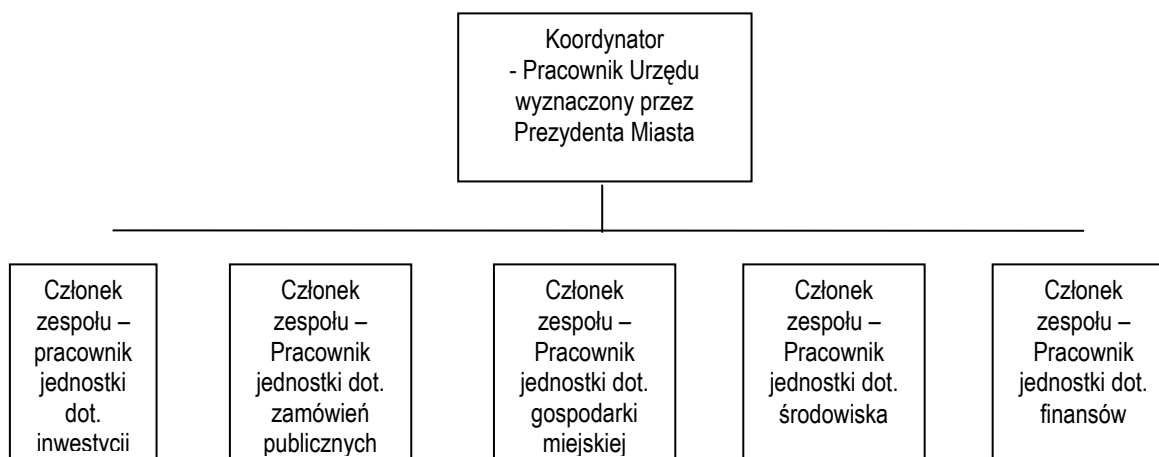 Koordynator
- Pracownik Urzędu
wyznaczony przez
Prezydenta Miasta
Członek
zespołu –
pracownik
jednostki
dot.
inwestycji
Członek
zespołu –
Pracownik
jednostki dot.
zamówień
publicznych
Członek
zespołu –
Pracownik
jednostki dot.
gospodarki
miejskiej
Członek
zespołu –
Pracownik
jednostki dot.
środowiska
Członek
zespołu –
Pracownik
jednostki dot.
finansów